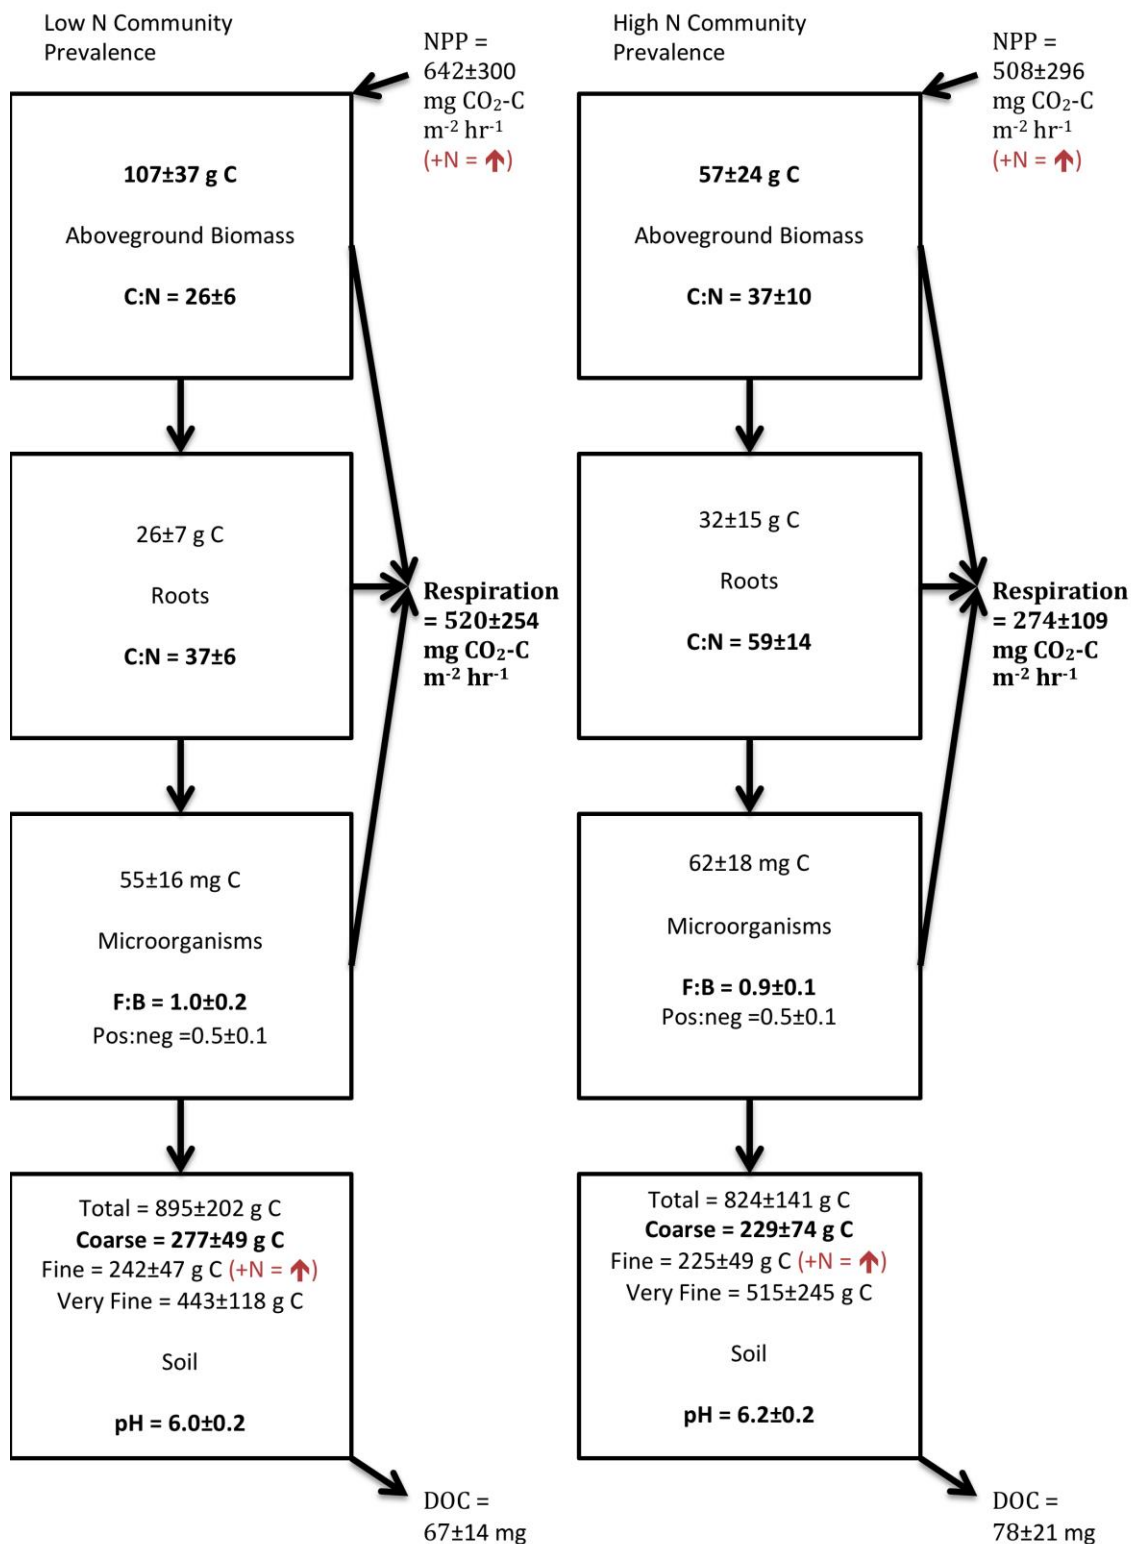 Low N Community
Prevalence
NPP =
642±300
mg CO₂-C
m⁻² hr⁻¹
(+N = ↑)
107±37 g C
Aboveground Biomass
C:N = 26±6
26±7 g C
Roots
C:N = 37±6
Respiration
= 520±254
mg CO₂-C
m⁻² hr⁻¹
55±16 mg C
Microorganisms
F:B = 1.0±0.2
Pos:neg =0.5±0.1
Total = 895±202 g C
Coarse = 277±49 g C
Fine = 242±47 g C (+N = ↑)
Very Fine = 443±118 g C
Soil
pH = 6.0±0.2
DOC =
67±14 mg
High N Community
Prevalence
NPP =
508±296
mg CO₂-C
m⁻² hr⁻¹
(+N = ↑)
57±24 g C
Aboveground Biomass
C:N = 37±10
32±15 g C
Roots
C:N = 59±14
Respiration
= 274±109
mg CO₂-C
m⁻² hr⁻¹
62±18 mg C
Microorganisms
F:B = 0.9±0.1
Pos:neg =0.5±0.1
Total = 824±141 g C
Coarse = 229±74 g C
Fine = 225±49 g C (+N = ↑)
Very Fine = 515±245 g C
Soil
pH = 6.2±0.2
DOC =
78±21 mg